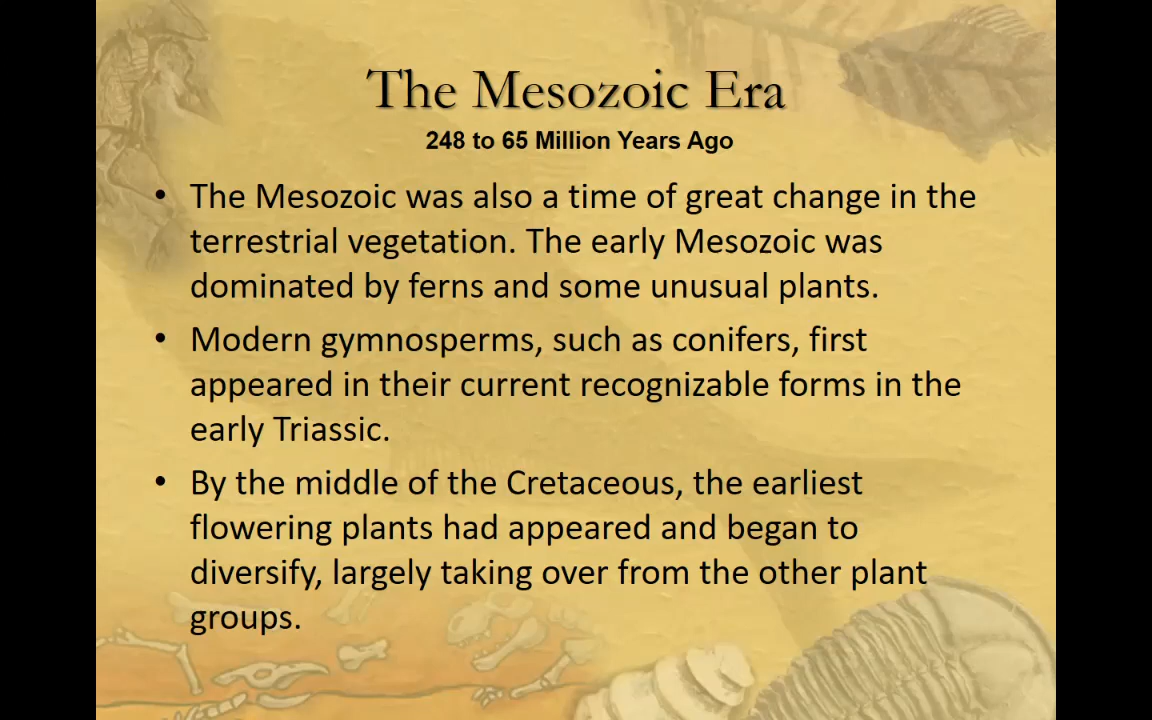 The Mesozoic Era
248 to 65 Million Years Ago
• The Mesozoic was also a time of great change in the
terrestrial vegetation. The early Mesozoic was
dominated by ferns and some unusual plants.
• Modern gymnosperms, such as conifers, first
appeared in their current recognizable forms in the
early Triassic.
• By the middle of the Cretaceous, the earliest
flowering plants had appeared and began to
diversify, largely taking over from the other plant
groups.